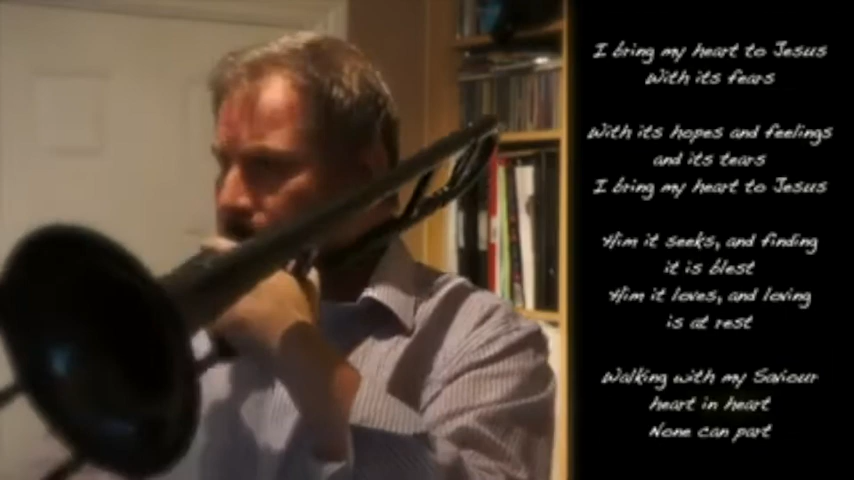 I bring my heart to Jesus
With its fears
With its hopes and feelings
and its tears
I bring my heart to Jesus
Him it seeks, and finding
it is blest
Him it loves, and loving
is at rest
Walking with my Saviour
heart in heart
None can part